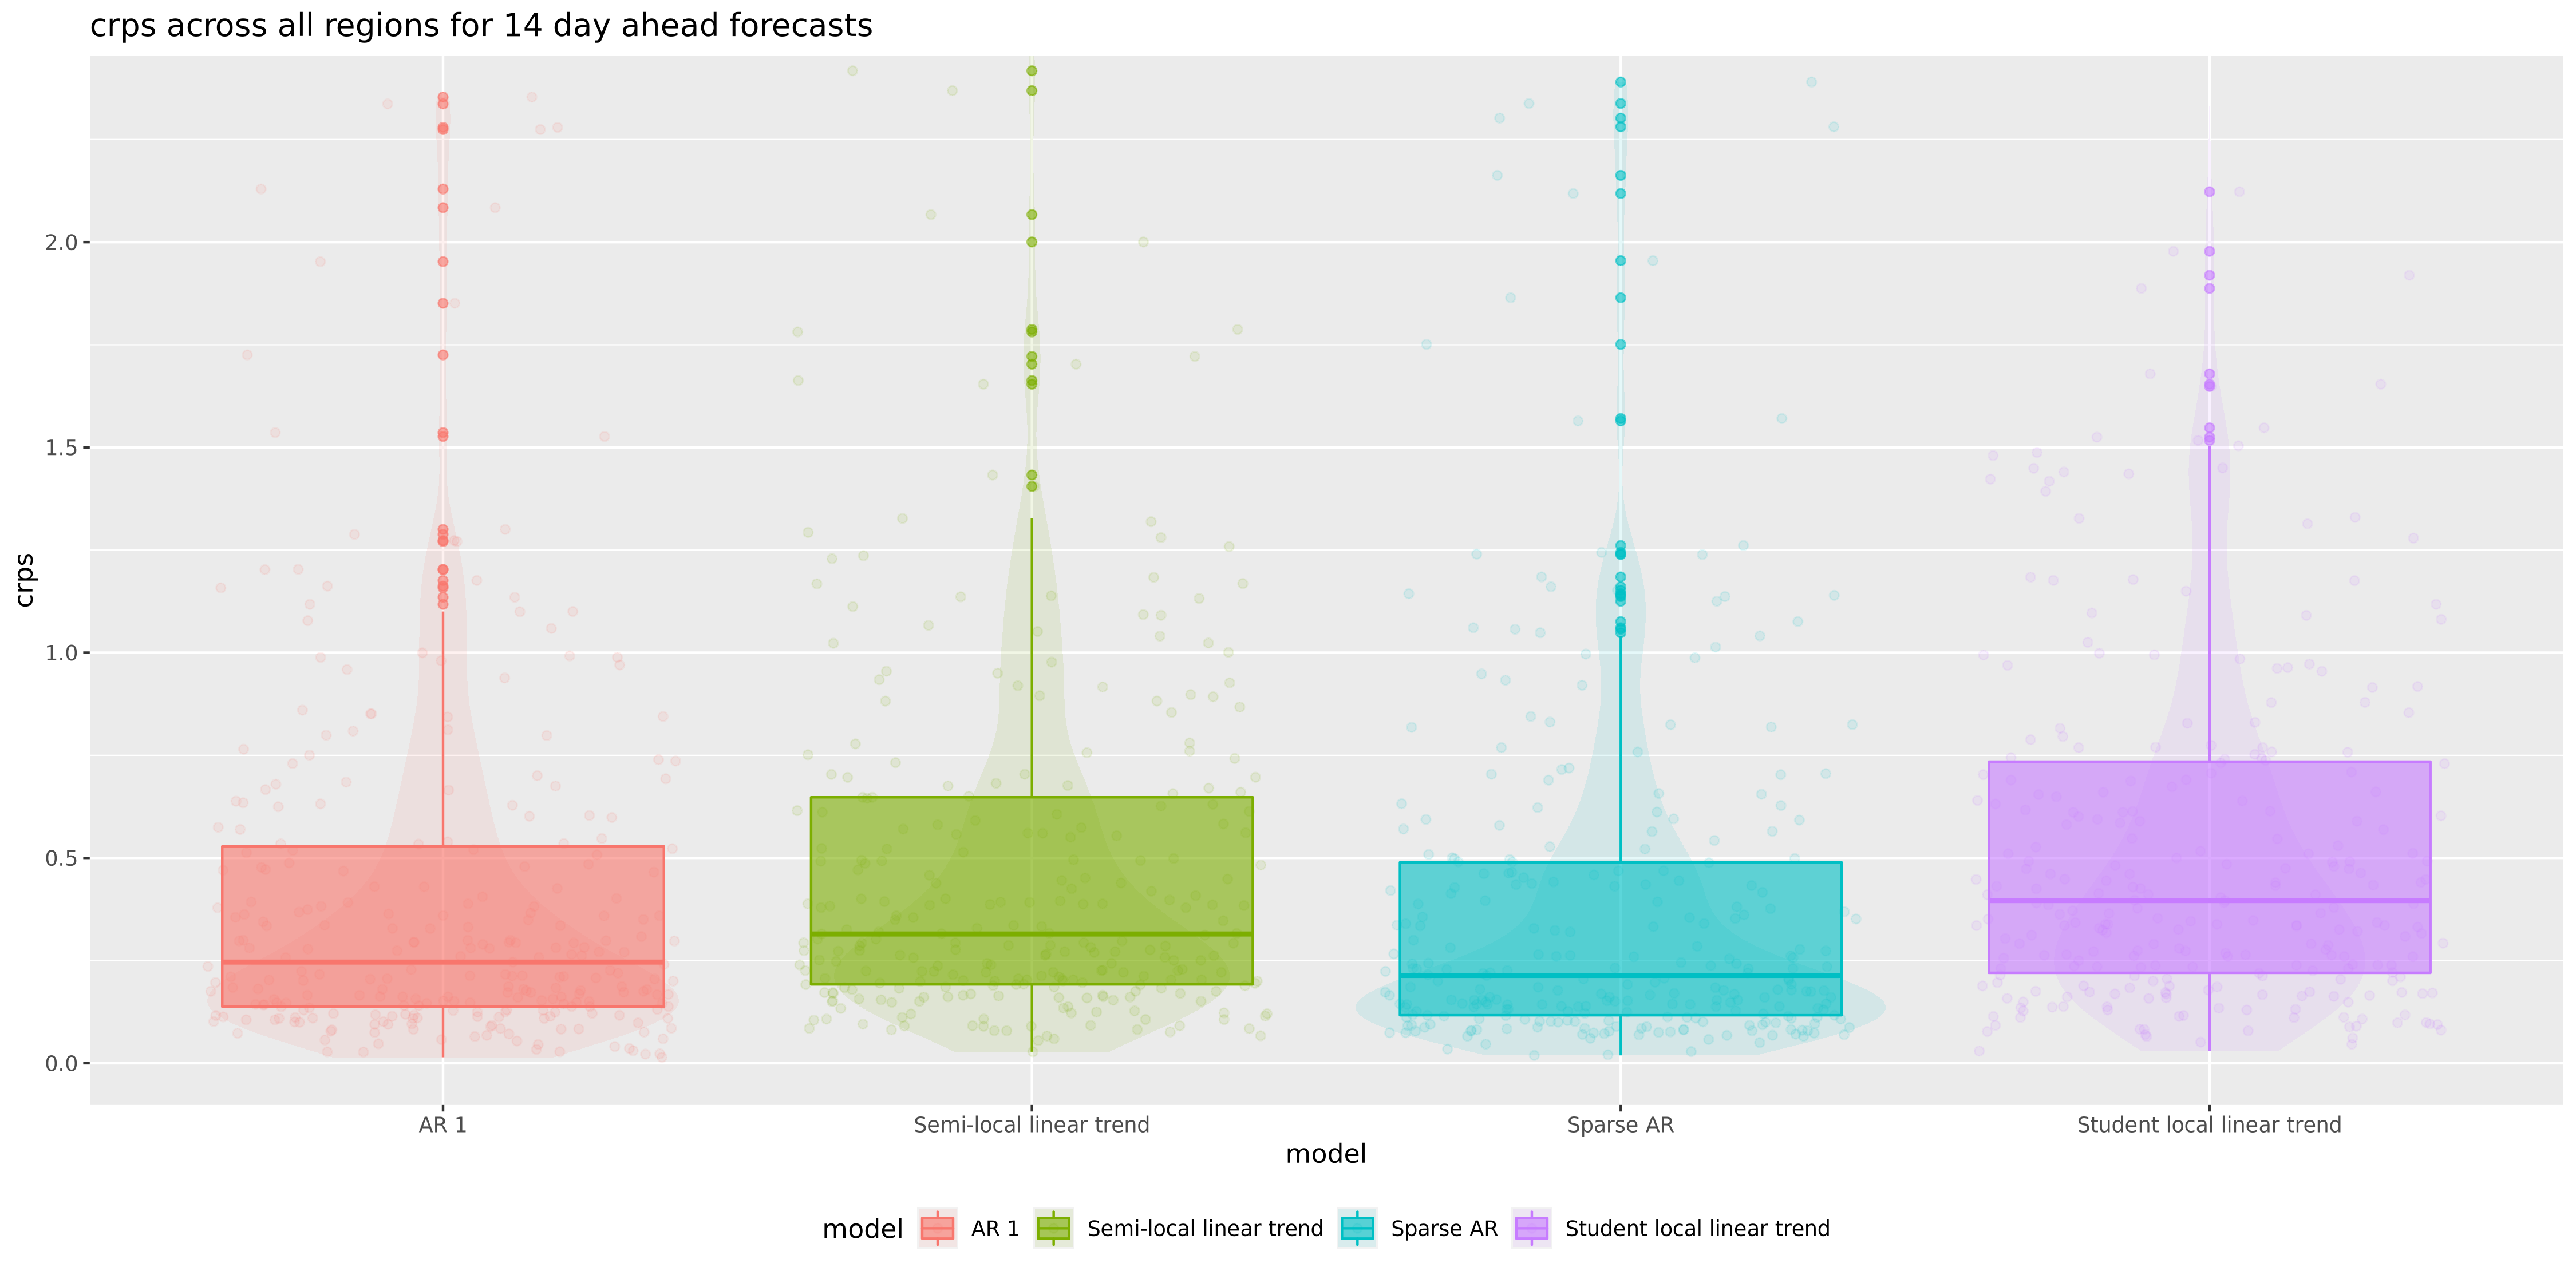 crps across all regions for 14 day ahead forecasts
crps
2.0
1.5
1.0
0.5
0.0
AR 1
Semi-local linear trend
Sparse AR
Student local linear trend
model
model AR 1 Semi-local linear trend Sparse AR Student local linear trend